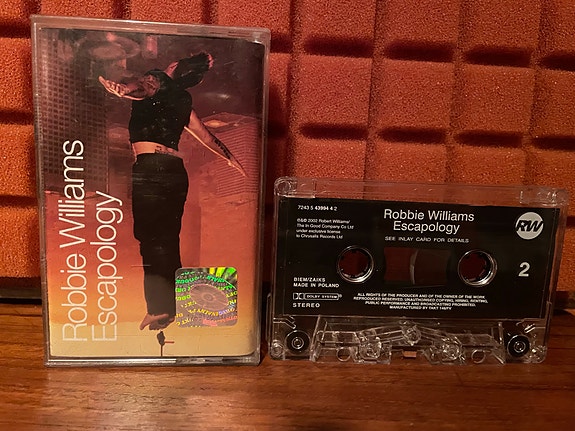 Robbie Williams
Escapology
7243 5 43994 4 2
℗&© 2002 Robert Williams/
The In Good Company Co Ltd
under exclusive license
to Chrysalis Records Ltd
Robbie Williams
Escapology
SEE INLAY CARD FOR DETAILS
RW
2
BIEM/ZAIKS
MADE IN POLAND
DOLBY SYSTEM
STEREO
ALL RIGHTS OF THE PRODUCER AND OF THE OWNER OF THE WORK
REPRODUCED RESERVED. UNAUTHORISED COPYING, HIRING, RENTING,
PUBLIC PERFORMANCE AND BROADCASTING PROHIBITED.
MANUFACTURED BY TAKT